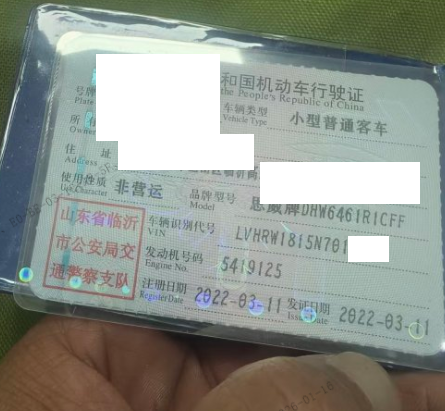 和国机动车行驶证
the People's Republic of China
号牌
Plate
车辆类型
Vehicle Type
小型普通客车
所
Owner
住 址
Address
使用性质
Use Character
非营运
品牌型号
Model
思威牌DHW6461R1CFF
山东省临沂
市公安局交
通警察支队
车辆识别代号
VIN
LVHRW1815N701
发动机号码
Engine No.
5419125
注册日期
Register Date
2022-03-11
发证日期
Issue Date
2022-03-11